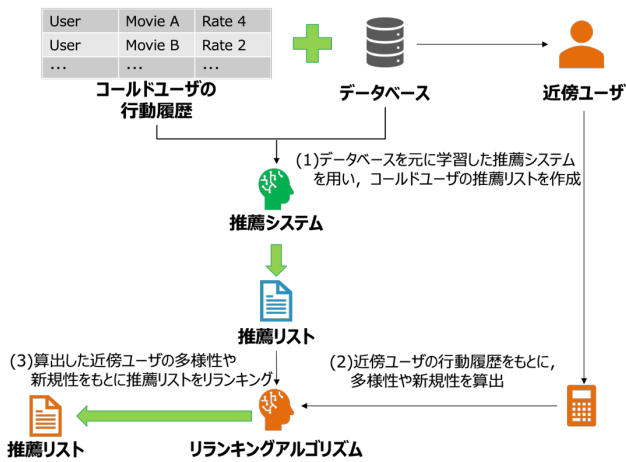 User Movie A Rate 4
User Movie B Rate 2
… … …
コールドユーザの
行動履歴
データベース
近傍ユーザ
(1)データベースを元に学習した推薦システム
を用い，コールドユーザの推薦リストを作成
推薦システム
推薦リスト
(3)算出した近傍ユーザの多様性や
新規性をもとに推薦リストをリランキング
(2)近傍ユーザの行動履歴をもとに，
多様性や新規性を算出
推薦リスト
リランキングアルゴリズム